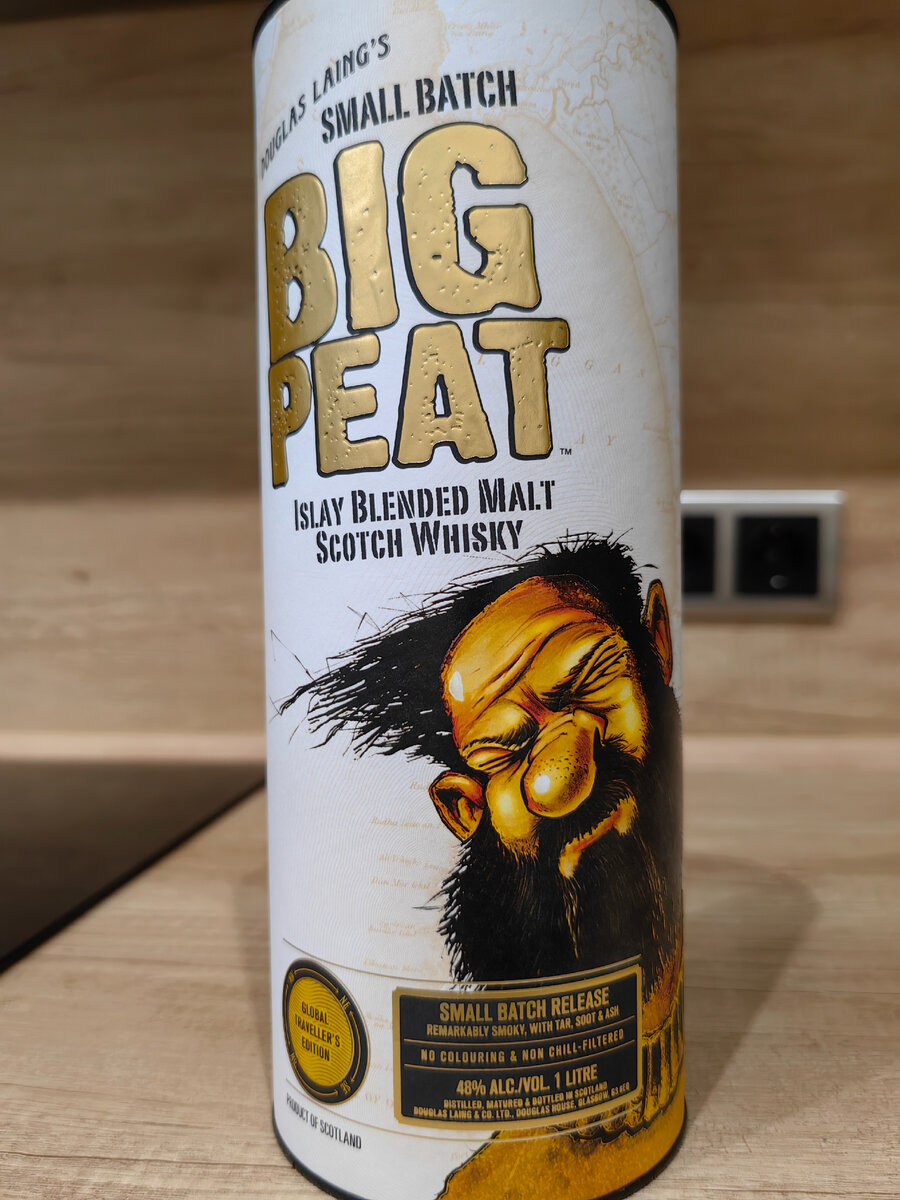 DOUGLAS LAING'S
SMALL BATCH
BIG
PEAT
™
ISLAY BLENDED MALT
SCOTCH WHISKY
GLOBAL
TRAVELLER'S
EDITION
PRODUCT OF SCOTLAND
SMALL BATCH RELEASE
REMARKABLY SMOKY, WITH TAR, SOOT & ASH
NO COLOURING & NON CHILL-FILTERED
48% ALC./VOL. 1 LITRE
DISTILLED, MATURED & BOTTLED IN SCOTLAND
DOUGLAS LAING & CO. LTD., DOUGLAS HOUSE, GLASGOW, G3 6EQ